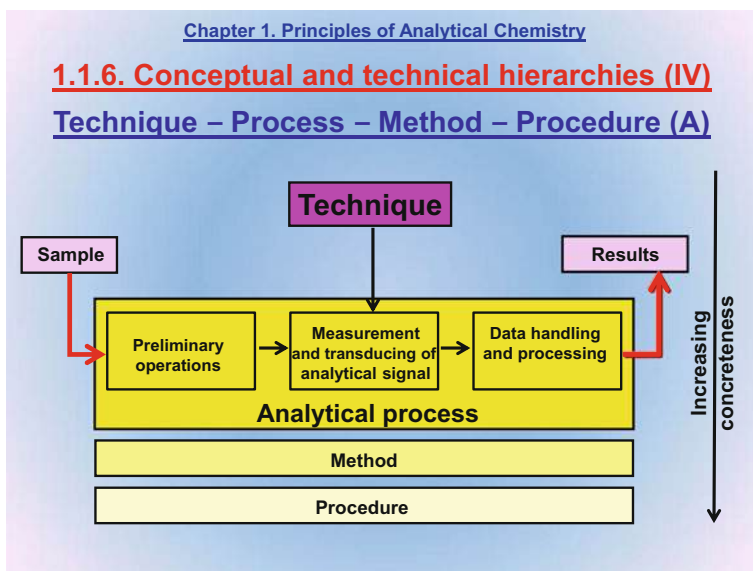 Chapter 1. Principles of Analytical Chemistry
1.1.6. Conceptual and technical hierarchies (IV)
Technique – Process – Method – Procedure (A)
Technique
Sample
Results
Preliminary
operations
Measurement
and transducing of
analytical signal
Data handling
and processing
Analytical process
Method
Procedure
Increasing
concreteness